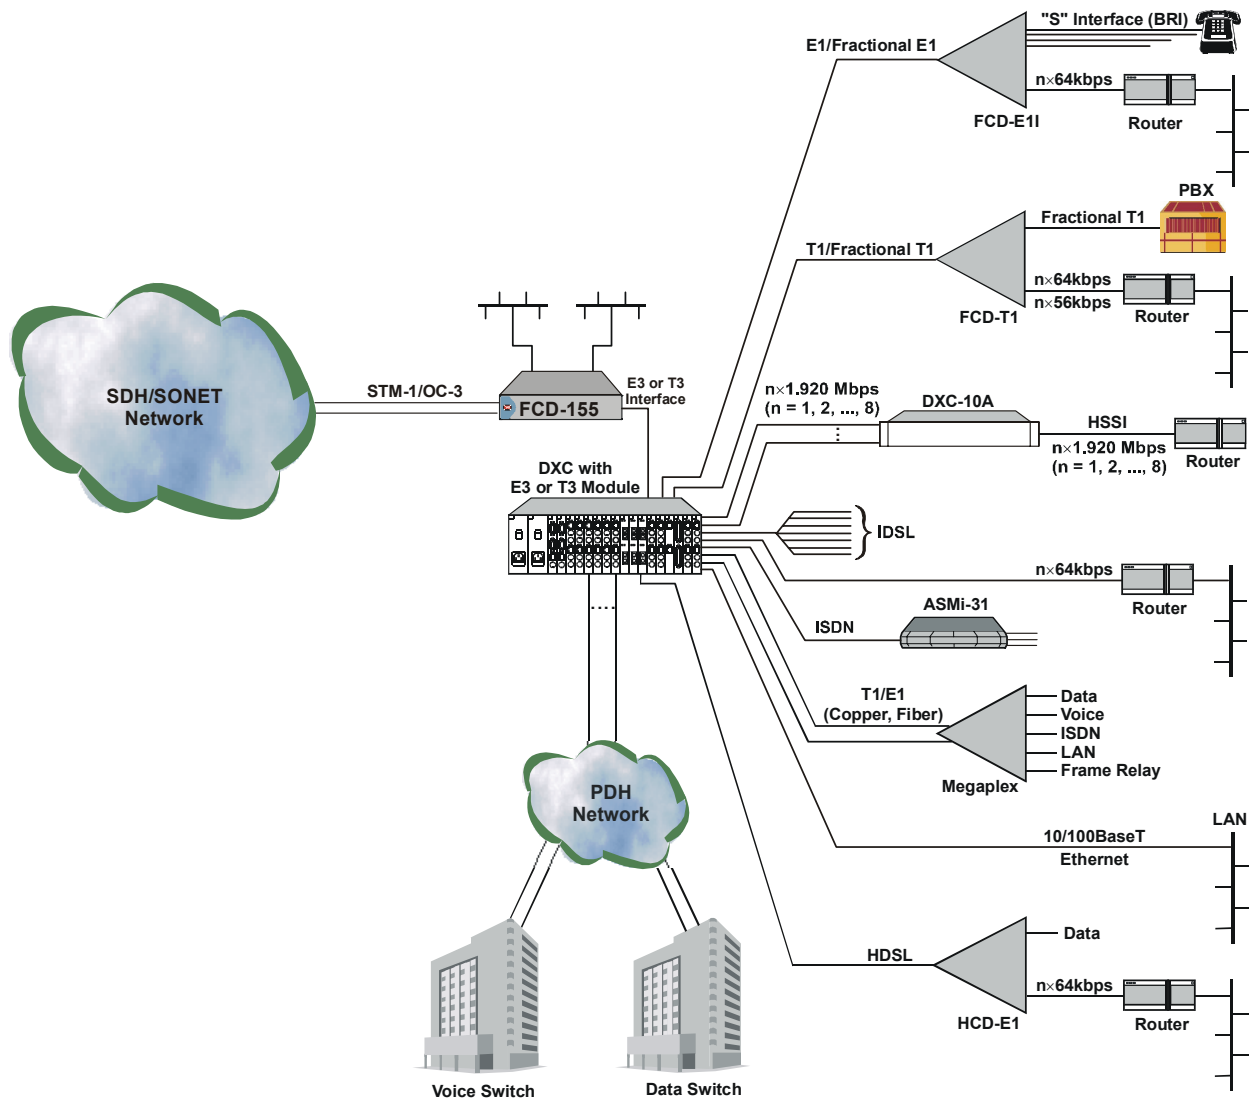 "S" Interface (BRI)
E1/Fractional E1
n×64kbps
FCD-E1I
Router
PBX
Fractional T1
T1/Fractional T1
n×64kbps
n×56kbps
FCD-T1
Router
SDH/SONET
Network
STM-1/OC-3
FCD-155
E3 or T3
Interface
n×1.920 Mbps
(n = 1, 2, ..., 8)
DXC-10A
HSSI
n×1.920 Mbps
(n = 1, 2, ..., 8)
Router
DXC with
E3 or T3 Module
IDSL
n×64kbps
Router
ASMi-31
ISDN
T1/E1
(Copper, Fiber)
Data
Voice
ISDN
LAN
Frame Relay
Megaplex
PDH
Network
10/100BaseT
Ethernet
LAN
Data
HDSL
n×64kbps
HCD-E1
Router
Voice Switch
Data Switch